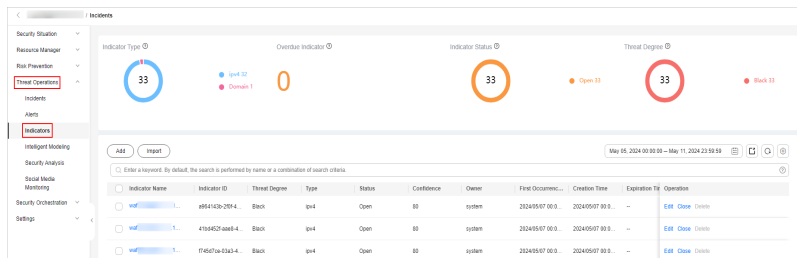 / Incidents
Security Situation
Resource Manager
Risk Prevention
Threat Operations
Incidents
Alerts
Indicators
Intelligent Modeling
Security Analysis
Social Media
Monitoring
Security Orchestration
Settings
Indicator Type
33
ipv4 32
Domain 1
Overdue Indicator
0
Indicator Status
33
Open 33
Threat Degree
33
Black 33
Add Import
May 05, 2024 00:00:00 – May 11, 2024 23:59:59
Enter a keyword. By default, the search is performed by name or a combination of search criteria.
Indicator Name Indicator ID Threat Degree Type Status Confidence Owner First Occurrenc... Creation Time Expiration Tir Operation
waf 1... a964143b-2f0f-4... Black ipv4 Open 80 system 2024/05/07 00:0... 2024/05/07 00:0... -- Edit Close Delete
waf 1... 41bd452f-aae8-4... Black ipv4 Open 80 system 2024/05/07 00:0... 2024/05/07 00:0... -- Edit Close Delete
waf 1... f745d7ce-03a3-4... Black ipv4 Open 80 system 2024/05/07 00:0... 2024/05/07 00:0... -- Edit Close Delete